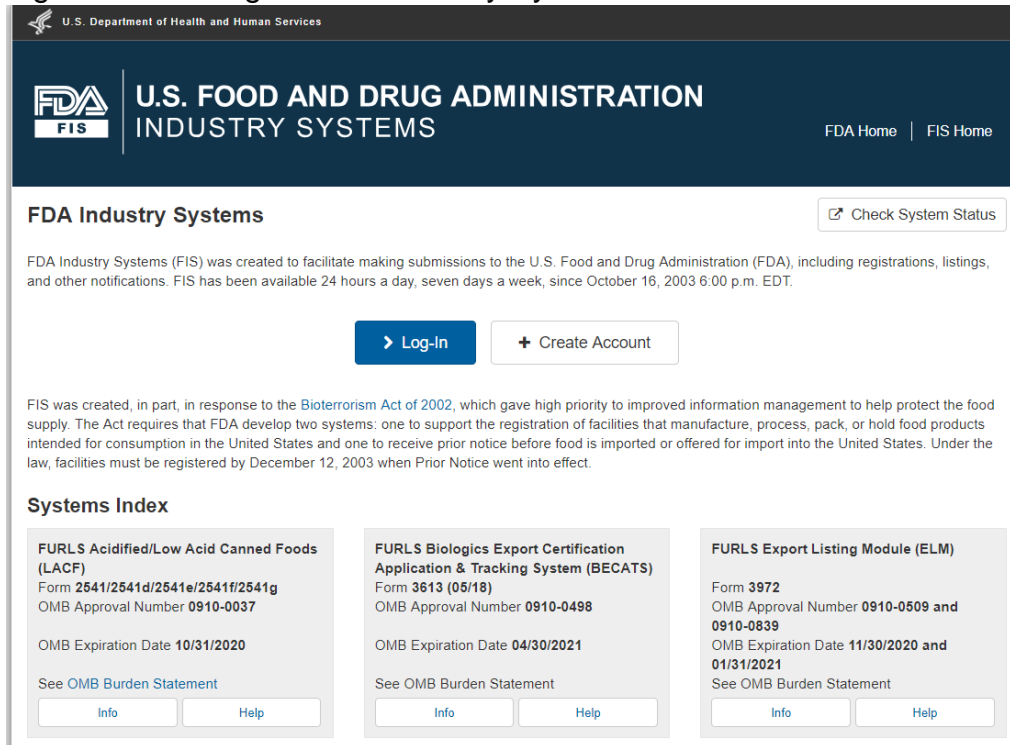 U.S. Department of Health and Human Services
FDA
FIS
U.S. FOOD AND DRUG ADMINISTRATION
INDUSTRY SYSTEMS
FDA Home | FIS Home
FDA Industry Systems
Check System Status
FDA Industry Systems (FIS) was created to facilitate making submissions to the U.S. Food and Drug Administration (FDA), including registrations, listings,
and other notifications. FIS has been available 24 hours a day, seven days a week, since October 16, 2003 6:00 p.m. EDT.
Log-In
+ Create Account
FIS was created, in part, in response to the Bioterrorism Act of 2002, which gave high priority to improved information management to help protect the food
supply. The Act requires that FDA develop two systems: one to support the registration of facilities that manufacture, process, pack, or hold food products
intended for consumption in the United States and one to receive prior notice before food is imported or offered for import into the United States. Under the
law, facilities must be registered by December 12, 2003 when Prior Notice went into effect.
Systems Index
FURLS Acidified/Low Acid Canned Foods
(LACF)
Form 2541/2541d/2541e/2541f/2541g
OMB Approval Number 0910-0037
OMB Expiration Date 10/31/2020
See OMB Burden Statement
Info
Help
FURLS Biologics Export Certification
Application & Tracking System (BECATS)
Form 3613 (05/18)
OMB Approval Number 0910-0498
OMB Expiration Date 04/30/2021
See OMB Burden Statement
Info
Help
FURLS Export Listing Module (ELM)
Form 3972
OMB Approval Number 0910-0509 and
0910-0839
OMB Expiration Date 11/30/2020 and
01/31/2021
See OMB Burden Statement
Info
Help